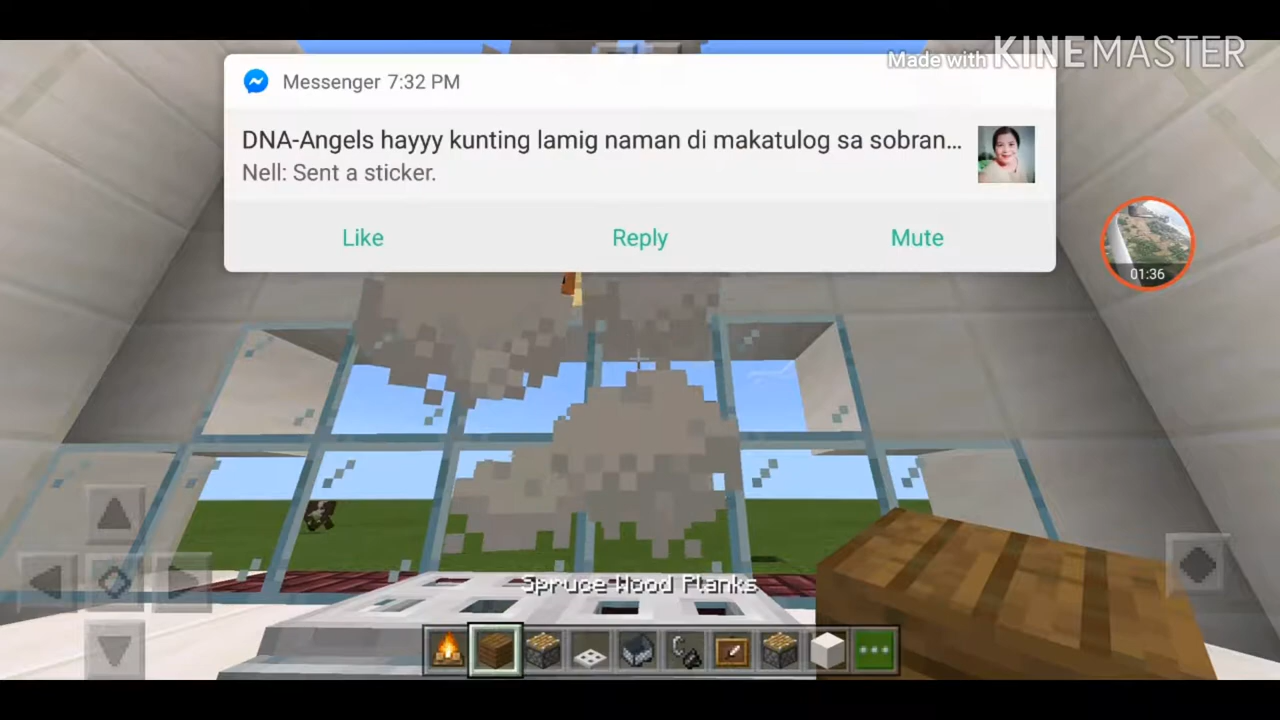 Made with KINEMASTER
Messenger 7:32 PM
DNA-Angels hayyy kunting lamig naman di makatulog sa sobran...
Nell: Sent a sticker.
Like Reply Mute
01:36
Spruce Wood Planks